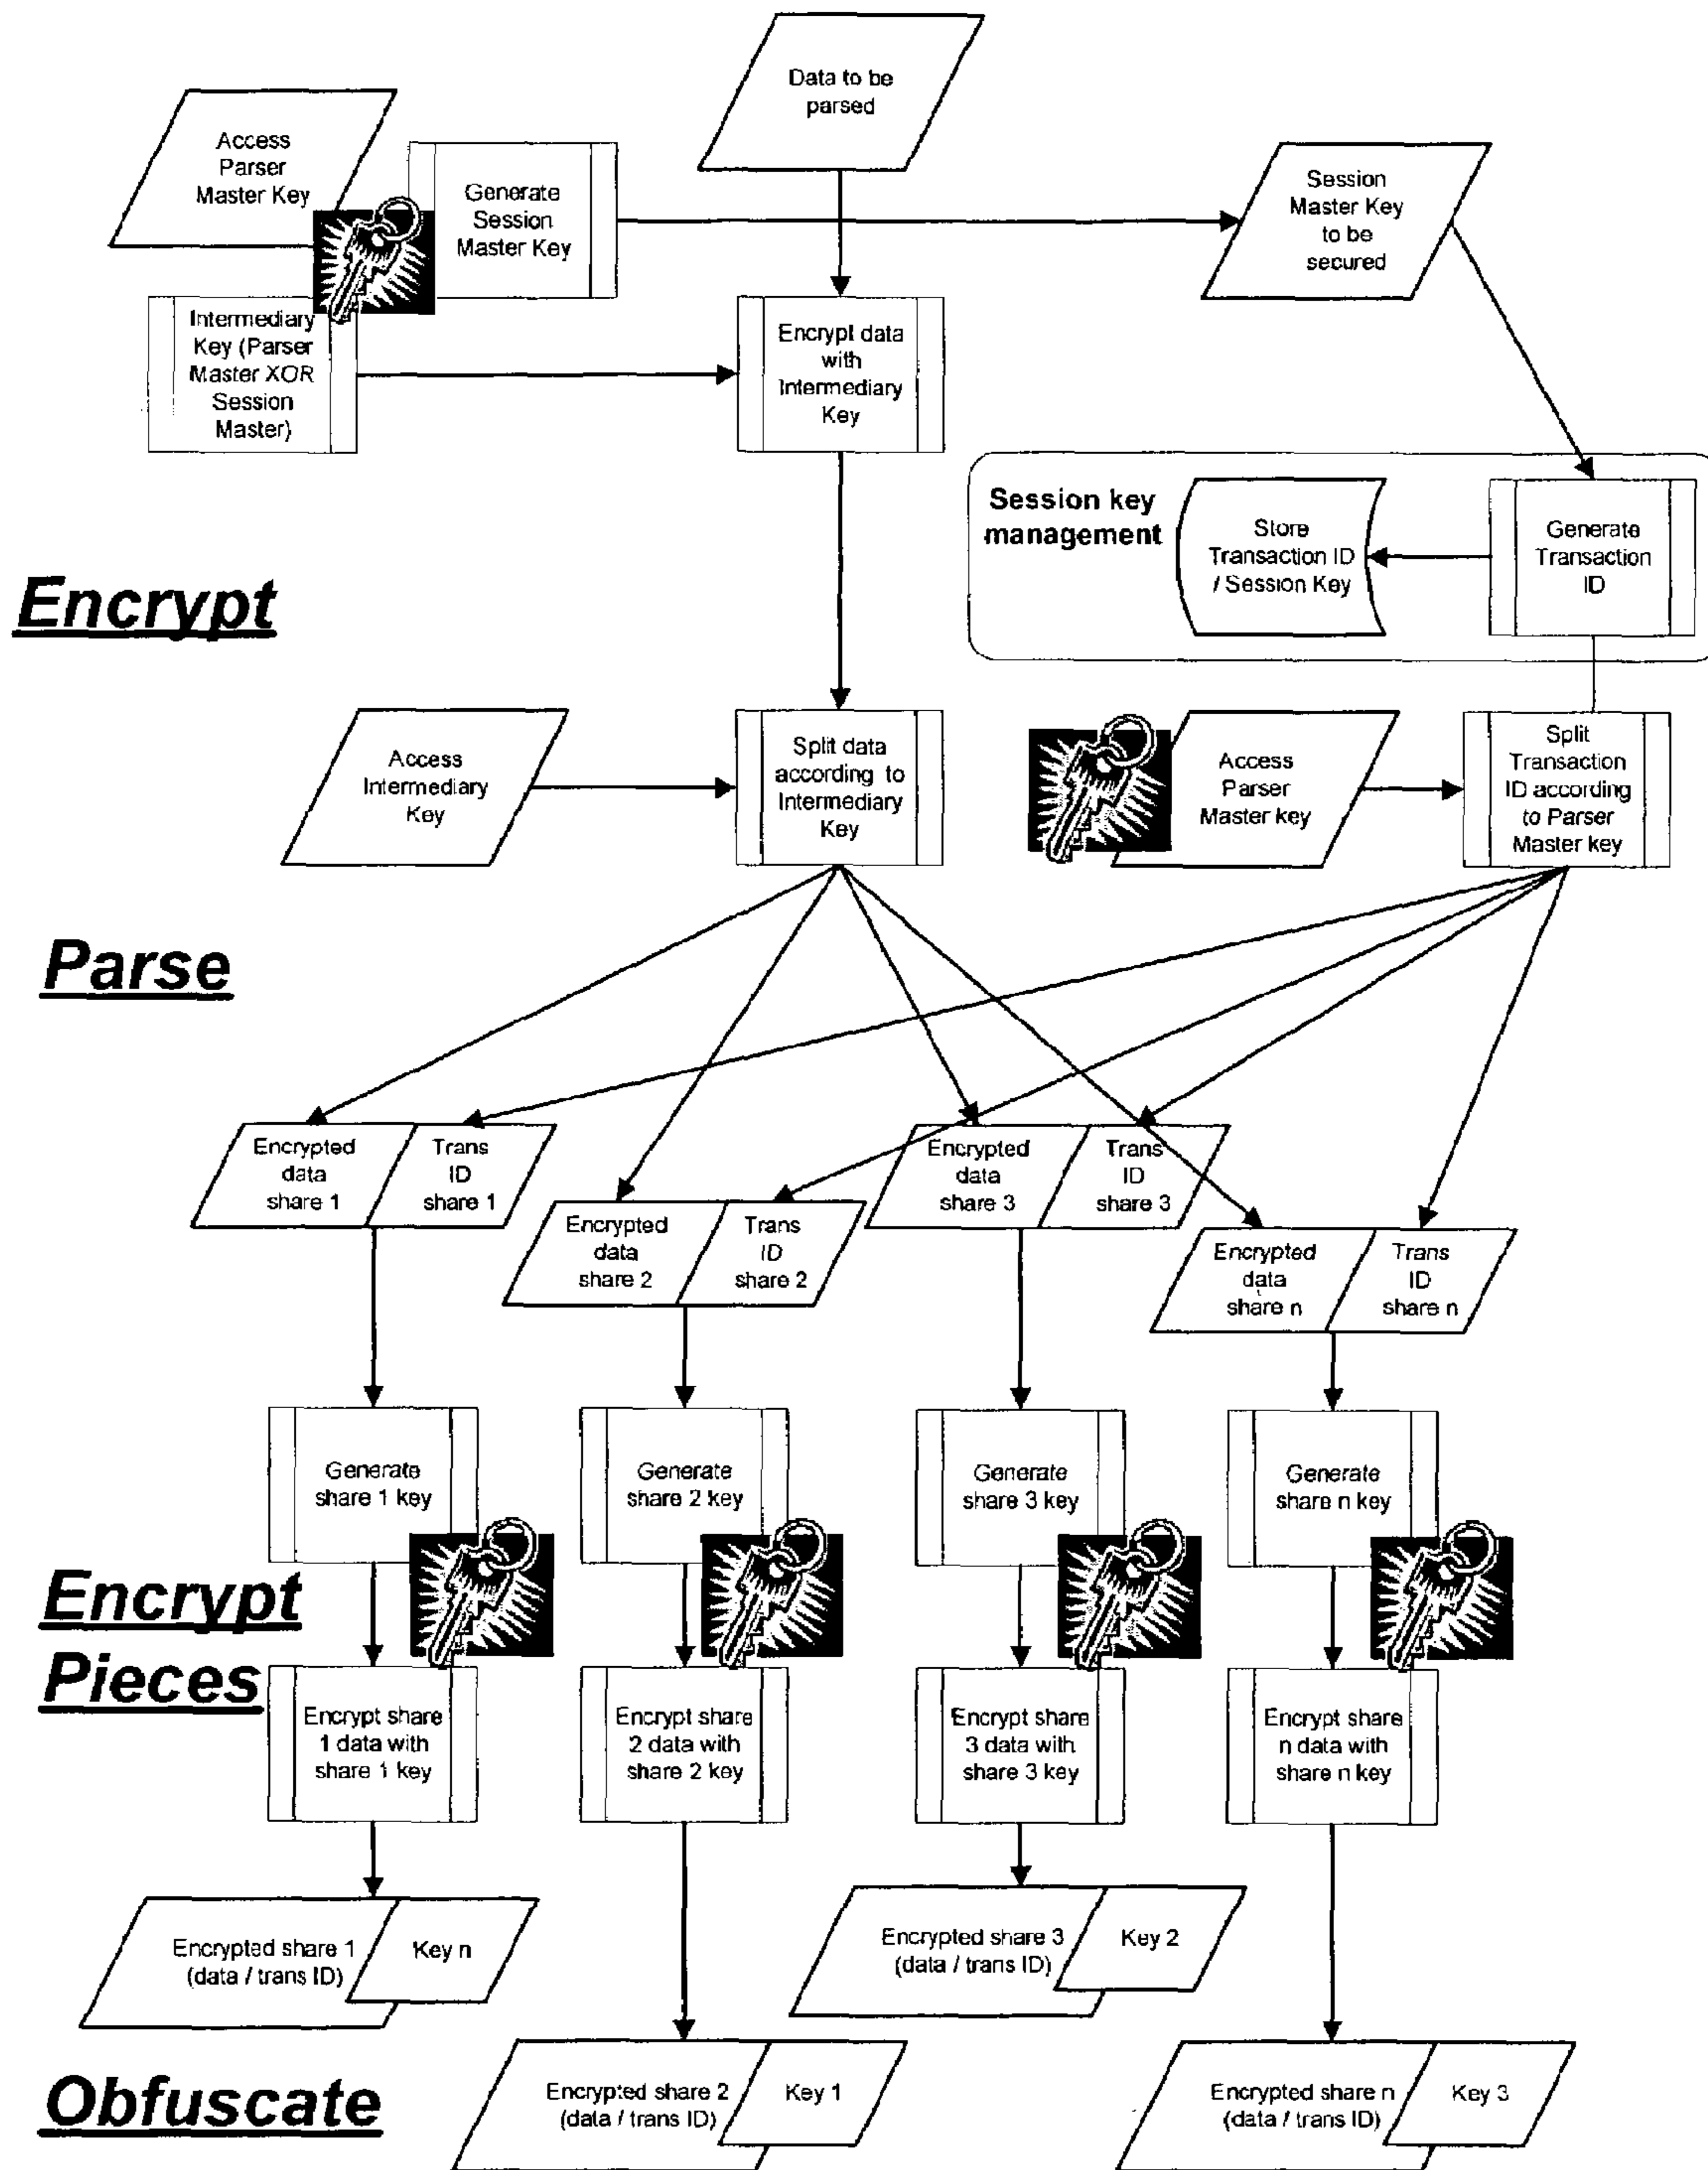 Data to be
parsed
Access
Parser
Master Key
Generate
Session
Master Key
Session
Master Key
to be
secured
Intermediary
Key (Parser
Master XOR
Session
Master)
Encrypt data
with
Intermediary
Key
Session key
management
Store
Transaction ID
/ Session Key
Generate
Transaction
ID
Encrypt
Access
Intermediary
Key
Split data
according to
Intermediary
Key
Access
Parser
Master key
Split
Transaction
ID according
to Parser
Master key
Parse
Encrypted
data
share 1
Trans
ID
share 1
Encrypted
data
share 2
Trans
ID
share 2
Encrypted
data
share 3
Trans
ID
share 3
Encrypted
data
share n
Trans
ID
share n
Generate
share 1 key
Generate
share 2 key
Generate
share 3 key
Generate
share n key
Encrypt
Pieces
Encrypt share
1 data with
share 1 key
Encrypt share
2 data with
share 2 key
Encrypt share
3 data with
share 3 key
Encrypt share
n data with
share n key
Encrypted share 1
(data / trans ID)
Key n
Encrypted share 3
(data / trans ID)
Key 2
Obfuscate
Encrypted share 2
(data / trans ID)
Key 1
Encrypted share n
(data / trans ID)
Key 3